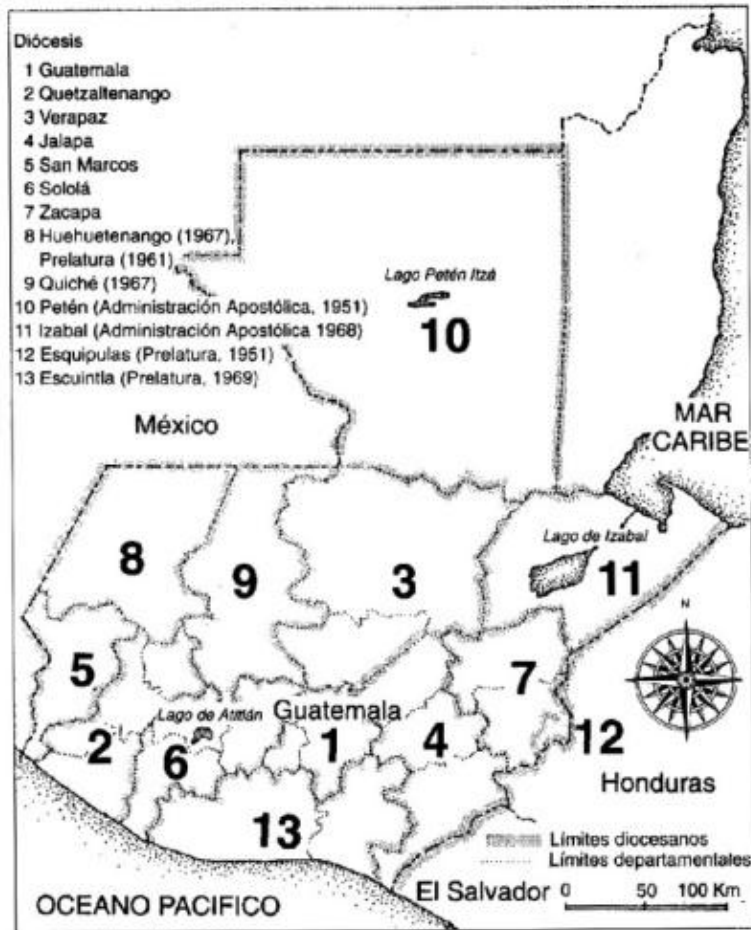 Diócesis
1 Guatemala
2 Quetzaltenango
3 Verapaz
4 Jalapa
5 San Marcos
6 Sololá
7 Zacapa
8 Huehuetenango (1967),
Prelatura (1961)
9 Quiché (1967)
10 Petén (Administración Apostólica, 1951)
11 Izabal (Administración Apostólica 1968)
12 Esquipulas (Prelatura, 1951)
13 Escuintla (Prelatura, 1969)
Lago Petén Itzá
10
México
MAR
CARIBE
8
9
3
Lago de Izabal
11
N
5
7
Lago de Atitlán
Guatemala
2
6
1
4
12
Honduras
13
Límites diocesanos
Límites departamentales
El Salvador
0 50 100 Km
OCEANO PACIFICO